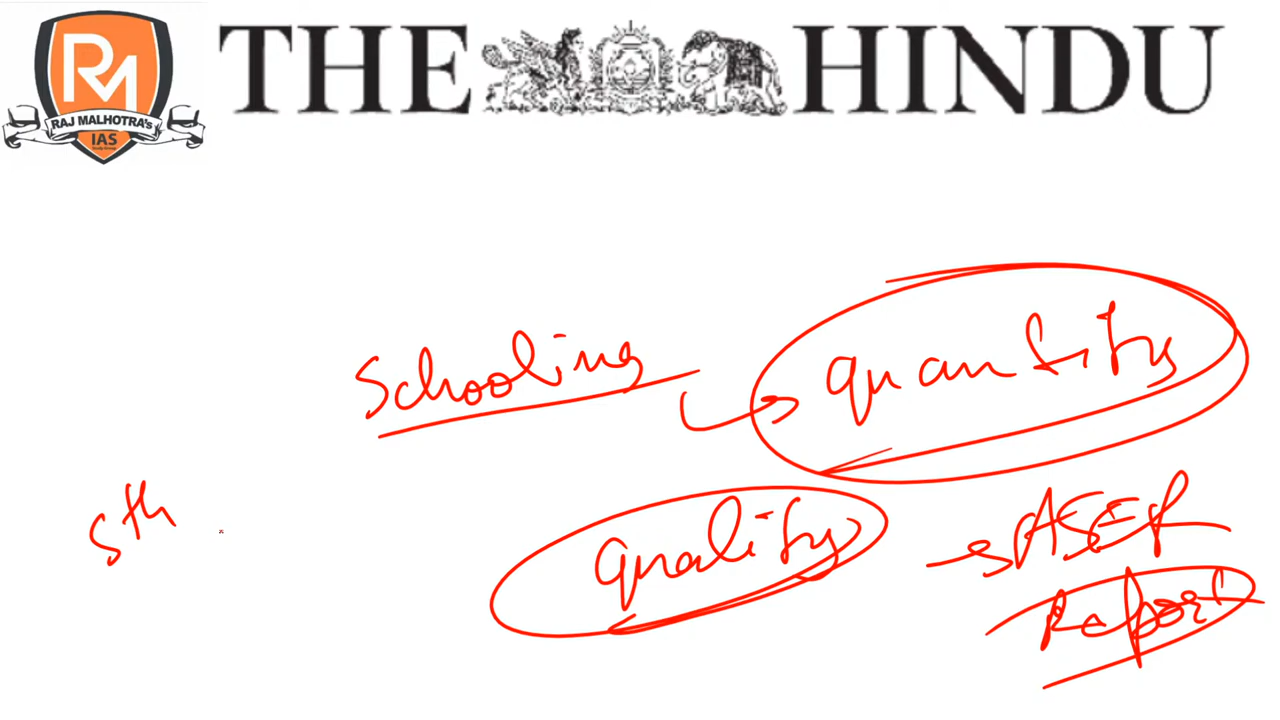 RM
RAJ MALHOTRA's
IAS
THE HINDU
Schooling
quantity
5th
quality
ASER
Report